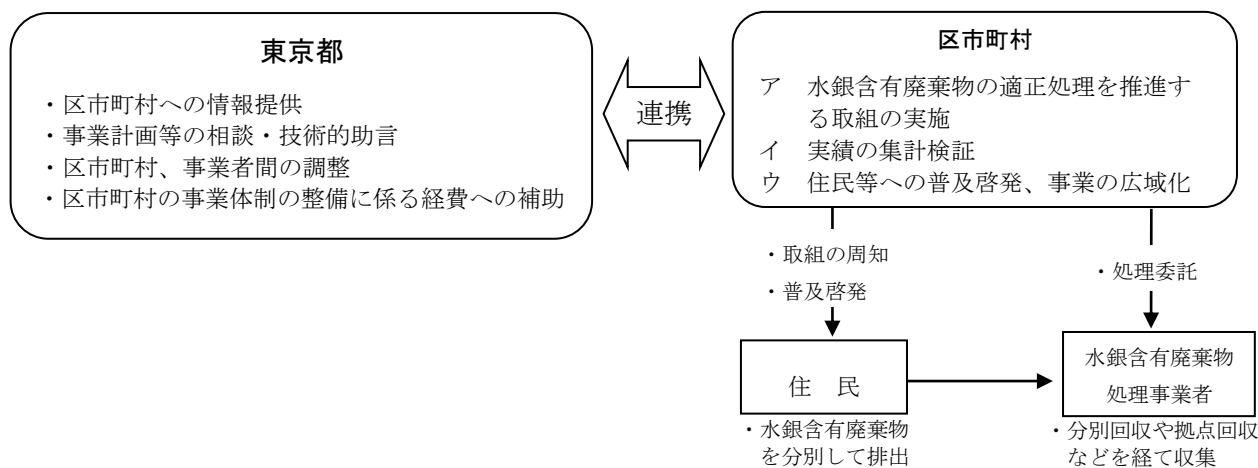 東京都
・区市町村への情報提供
・事業計画等の相談・技術的助言
・区市町村、事業者間の調整
・区市町村の事業体制の整備に係る経費への補助
連携
区市町村
ア　水銀含有廃棄物の適正処理を推進す
る取組の実施
イ　実績の集計検証
ウ　住民等への普及啓発、事業の広域化
・取組の周知
・普及啓発
・処理委託
住　民
・水銀含有廃棄物
を分別して排出
水銀含有廃棄物
処理事業者
・分別回収や拠点回収
などを経て収集